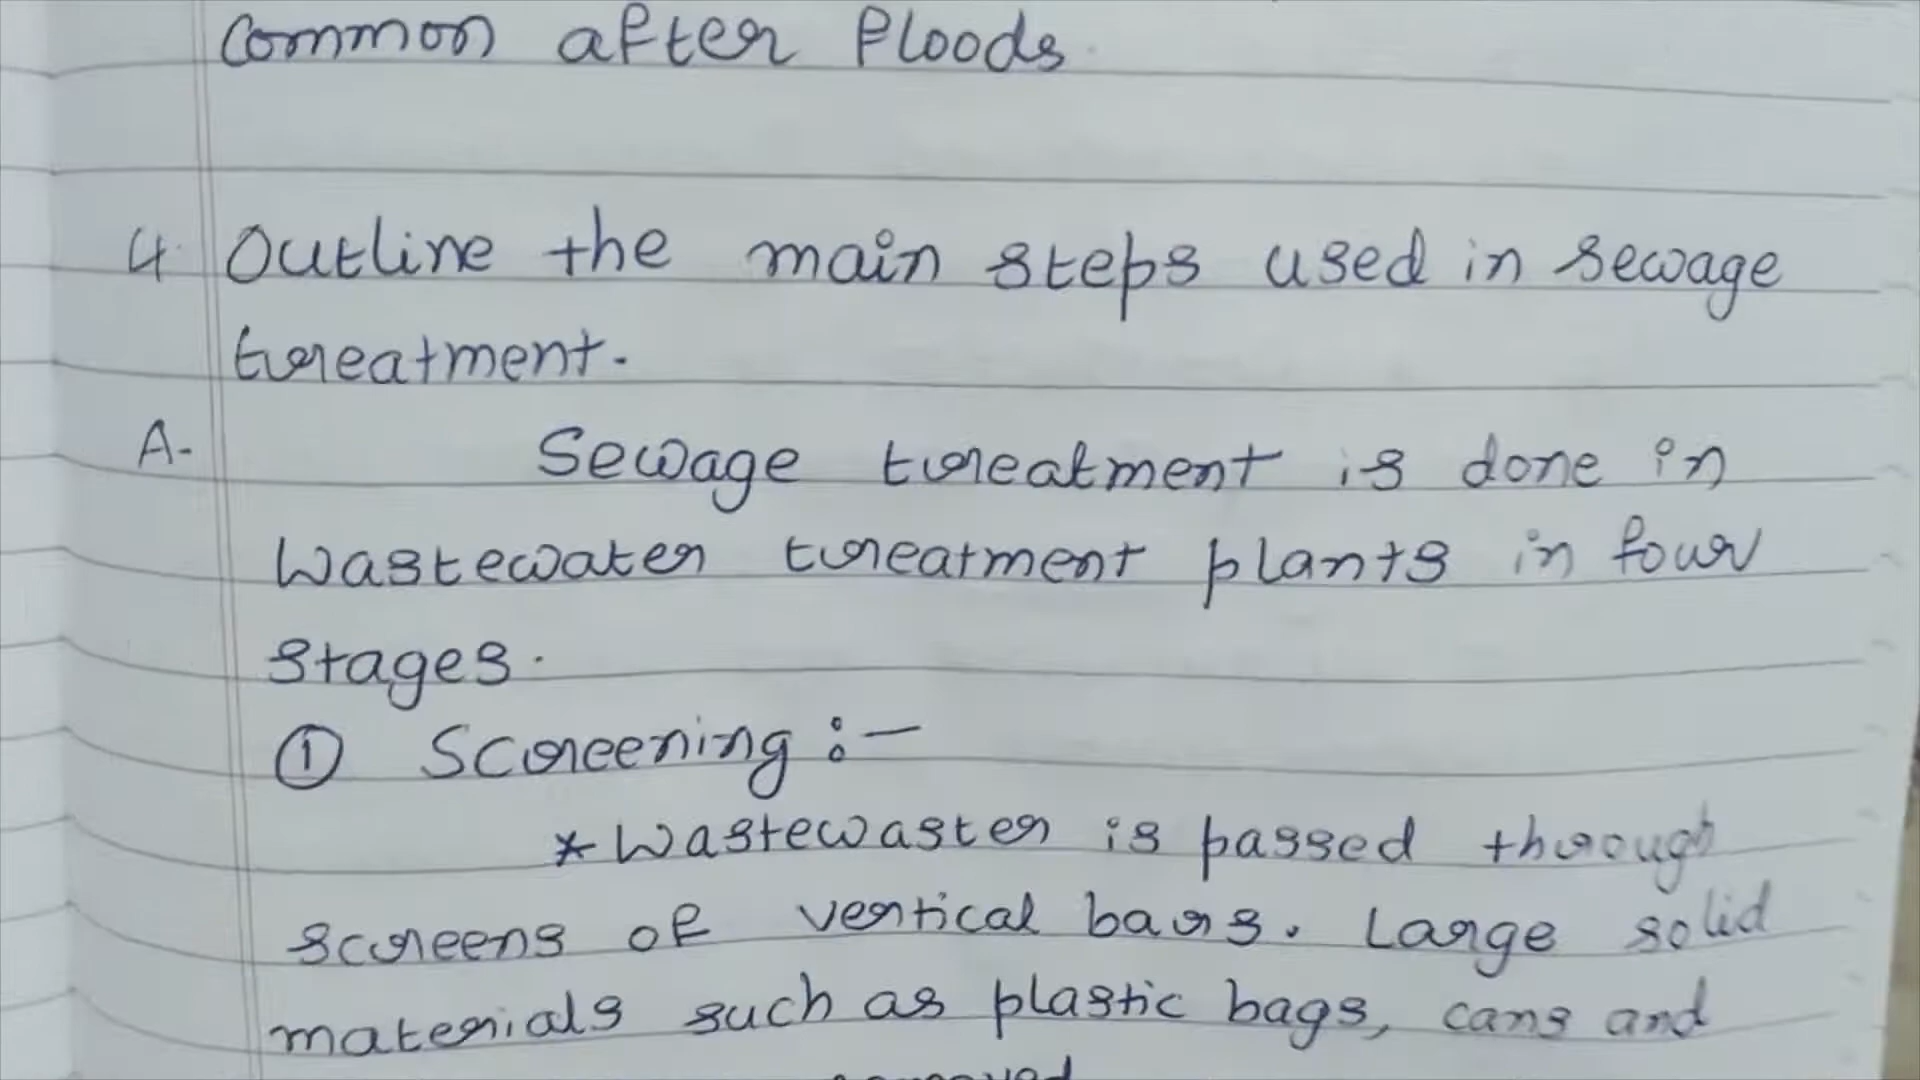 Common after floods.
4. Outline the main steps used in sewage
treatment.
A- Sewage treatment is done in
Wastewater treatment plants in four
stages.
① Screening :-
* Wastewaster is passed through
screens of vertical bars. Large solid
materials such as plastic bags, cans and